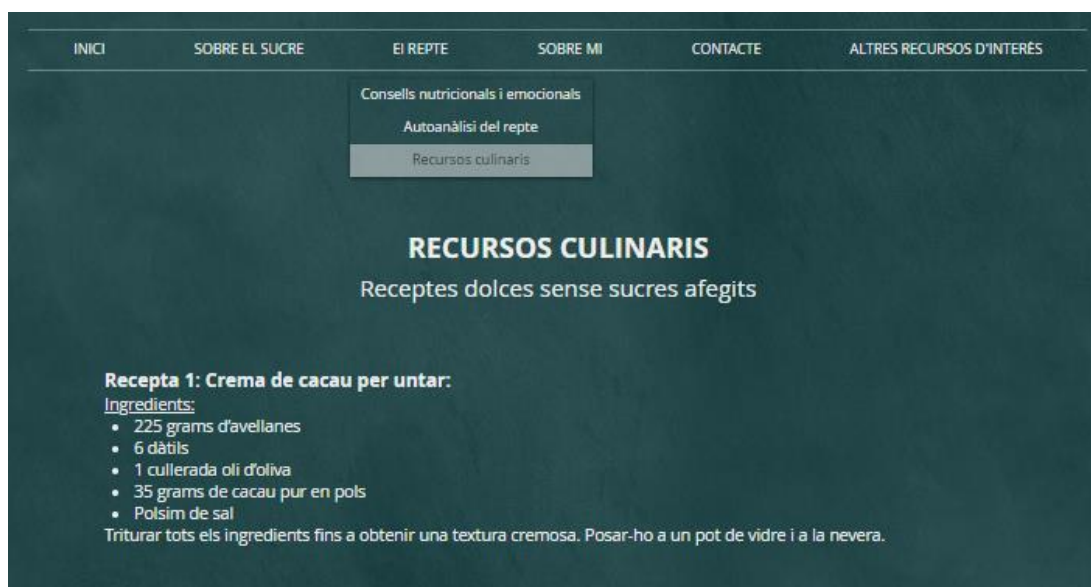 INICI SOBRE EL SUCRE El REPTE SOBRE MI CONTACTE ALTRES RECURSOS D'INTERÈS
Consells nutricionals i emocionals
Autoanàlisi del repte
Recursos culinaris
RECURSOS CULINARIS
Receptes dolces sense sucres afegits
Recepta 1: Crema de cacau per untar:
Ingredients:
• 225 grams d'avellanes
• 6 dàtils
• 1 cullerada oli d'oliva
• 35 grams de cacau pur en pols
• Polsim de sal
Triturar tots els ingredients fins a obtenir una textura cremosa. Posar-ho a un pot de vidre i a la nevera.